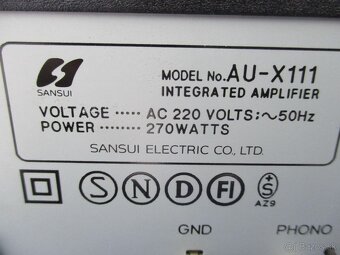 SANSUI
MODEL No. AU-X111
INTEGRATED AMPLIFIER
VOLTAGE ····· AC 220 VOLTS:~50Hz
POWER ········ 270WATTS
SANSUI ELECTRIC CO., LTD.
S N D FI S
AZ9
GND PHONO